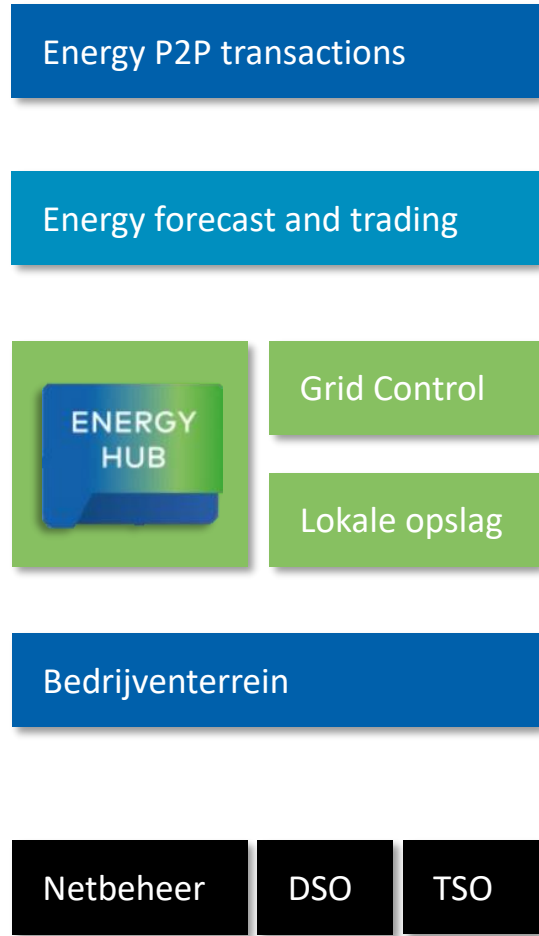 Energy P2P transactions
Energy forecast and trading
ENERGY
HUB
Grid Control
Lokale opslag
Bedrijventerrein
Netbeheer
DSO
TSO